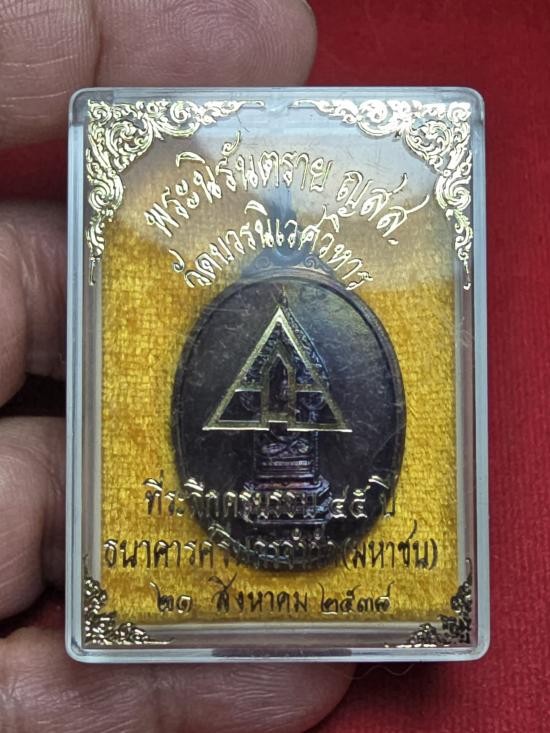 พระนิรันตราย ญสส.
วัดบวรนิเวศวิหาร
ที่ระลึกครบรอบ ๔๕ ปี
ธนาคารศรีนครจำกัด(มหาชน)
๒๑ สิงหาคม ๒๕๓๘